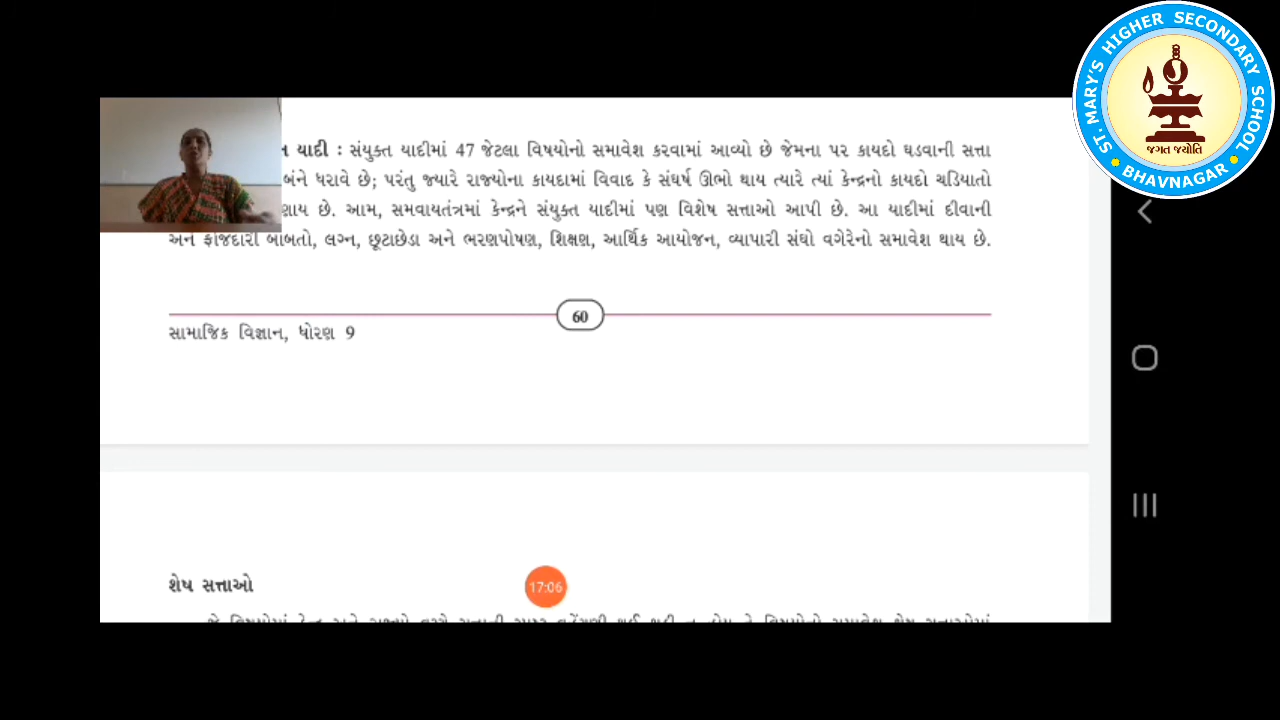 ત યાદી : સંયુક્ત યાદીમાં 47 જેટલા વિષયોનો સમાવેશ કરવામાં આવ્યો છે જેમના પર કાયદો ઘડવાની સત્તા
બંને ધરાવે છે; પરંતુ જ્યારે રાજ્યોના કાયદામાં વિવાદ કે સંઘર્ષ ઊભો થાય ત્યારે ત્યાં કેન્દ્રનો કાયદો ચડિયાતો
ણાય છે. આમ, સમવાયતંત્રમાં કેન્દ્રને સંયુક્ત યાદીમાં પણ વિશેષ સત્તાઓ આપી છે. આ યાદીમાં દીવાની
અને ફોજદારી બાબતો, લગ્ન, છૂટાછેડા અને ભરણપોષણ, શિક્ષણ, આર્થિક આયોજન, વ્યાપારી સંઘો વગેરેનો સમાવેશ થાય છે.
60
સામાજિક વિજ્ઞાન, ધોરણ 9
શેષ સત્તાઓ
17:06
ST. MARY'S HIGHER SECONDARY SCHOOL
જગત જ્યોતિ
BHAVNAGAR